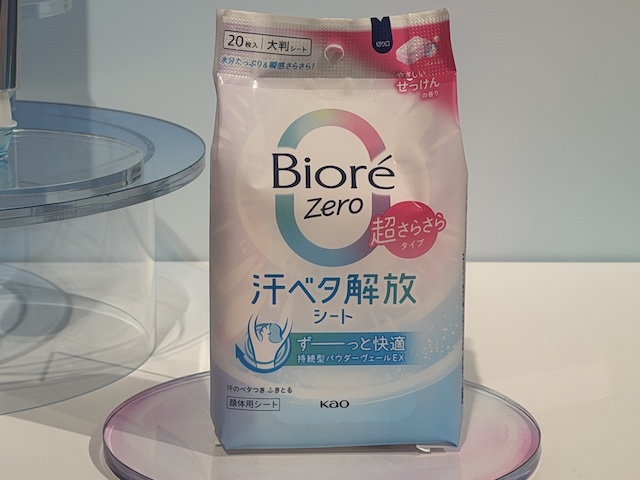 20枚入 大判シート
水分たっぷり&瞬感さらさら!
切り口
やさしい
せっけん
の香り
Bioré
Zero
超さらさら
タイプ
汗ベタ解放
シート
ず――っと快適
持続型パウダーヴェールEX
汗のベタつき ふきとる
顔体用シート
Kao